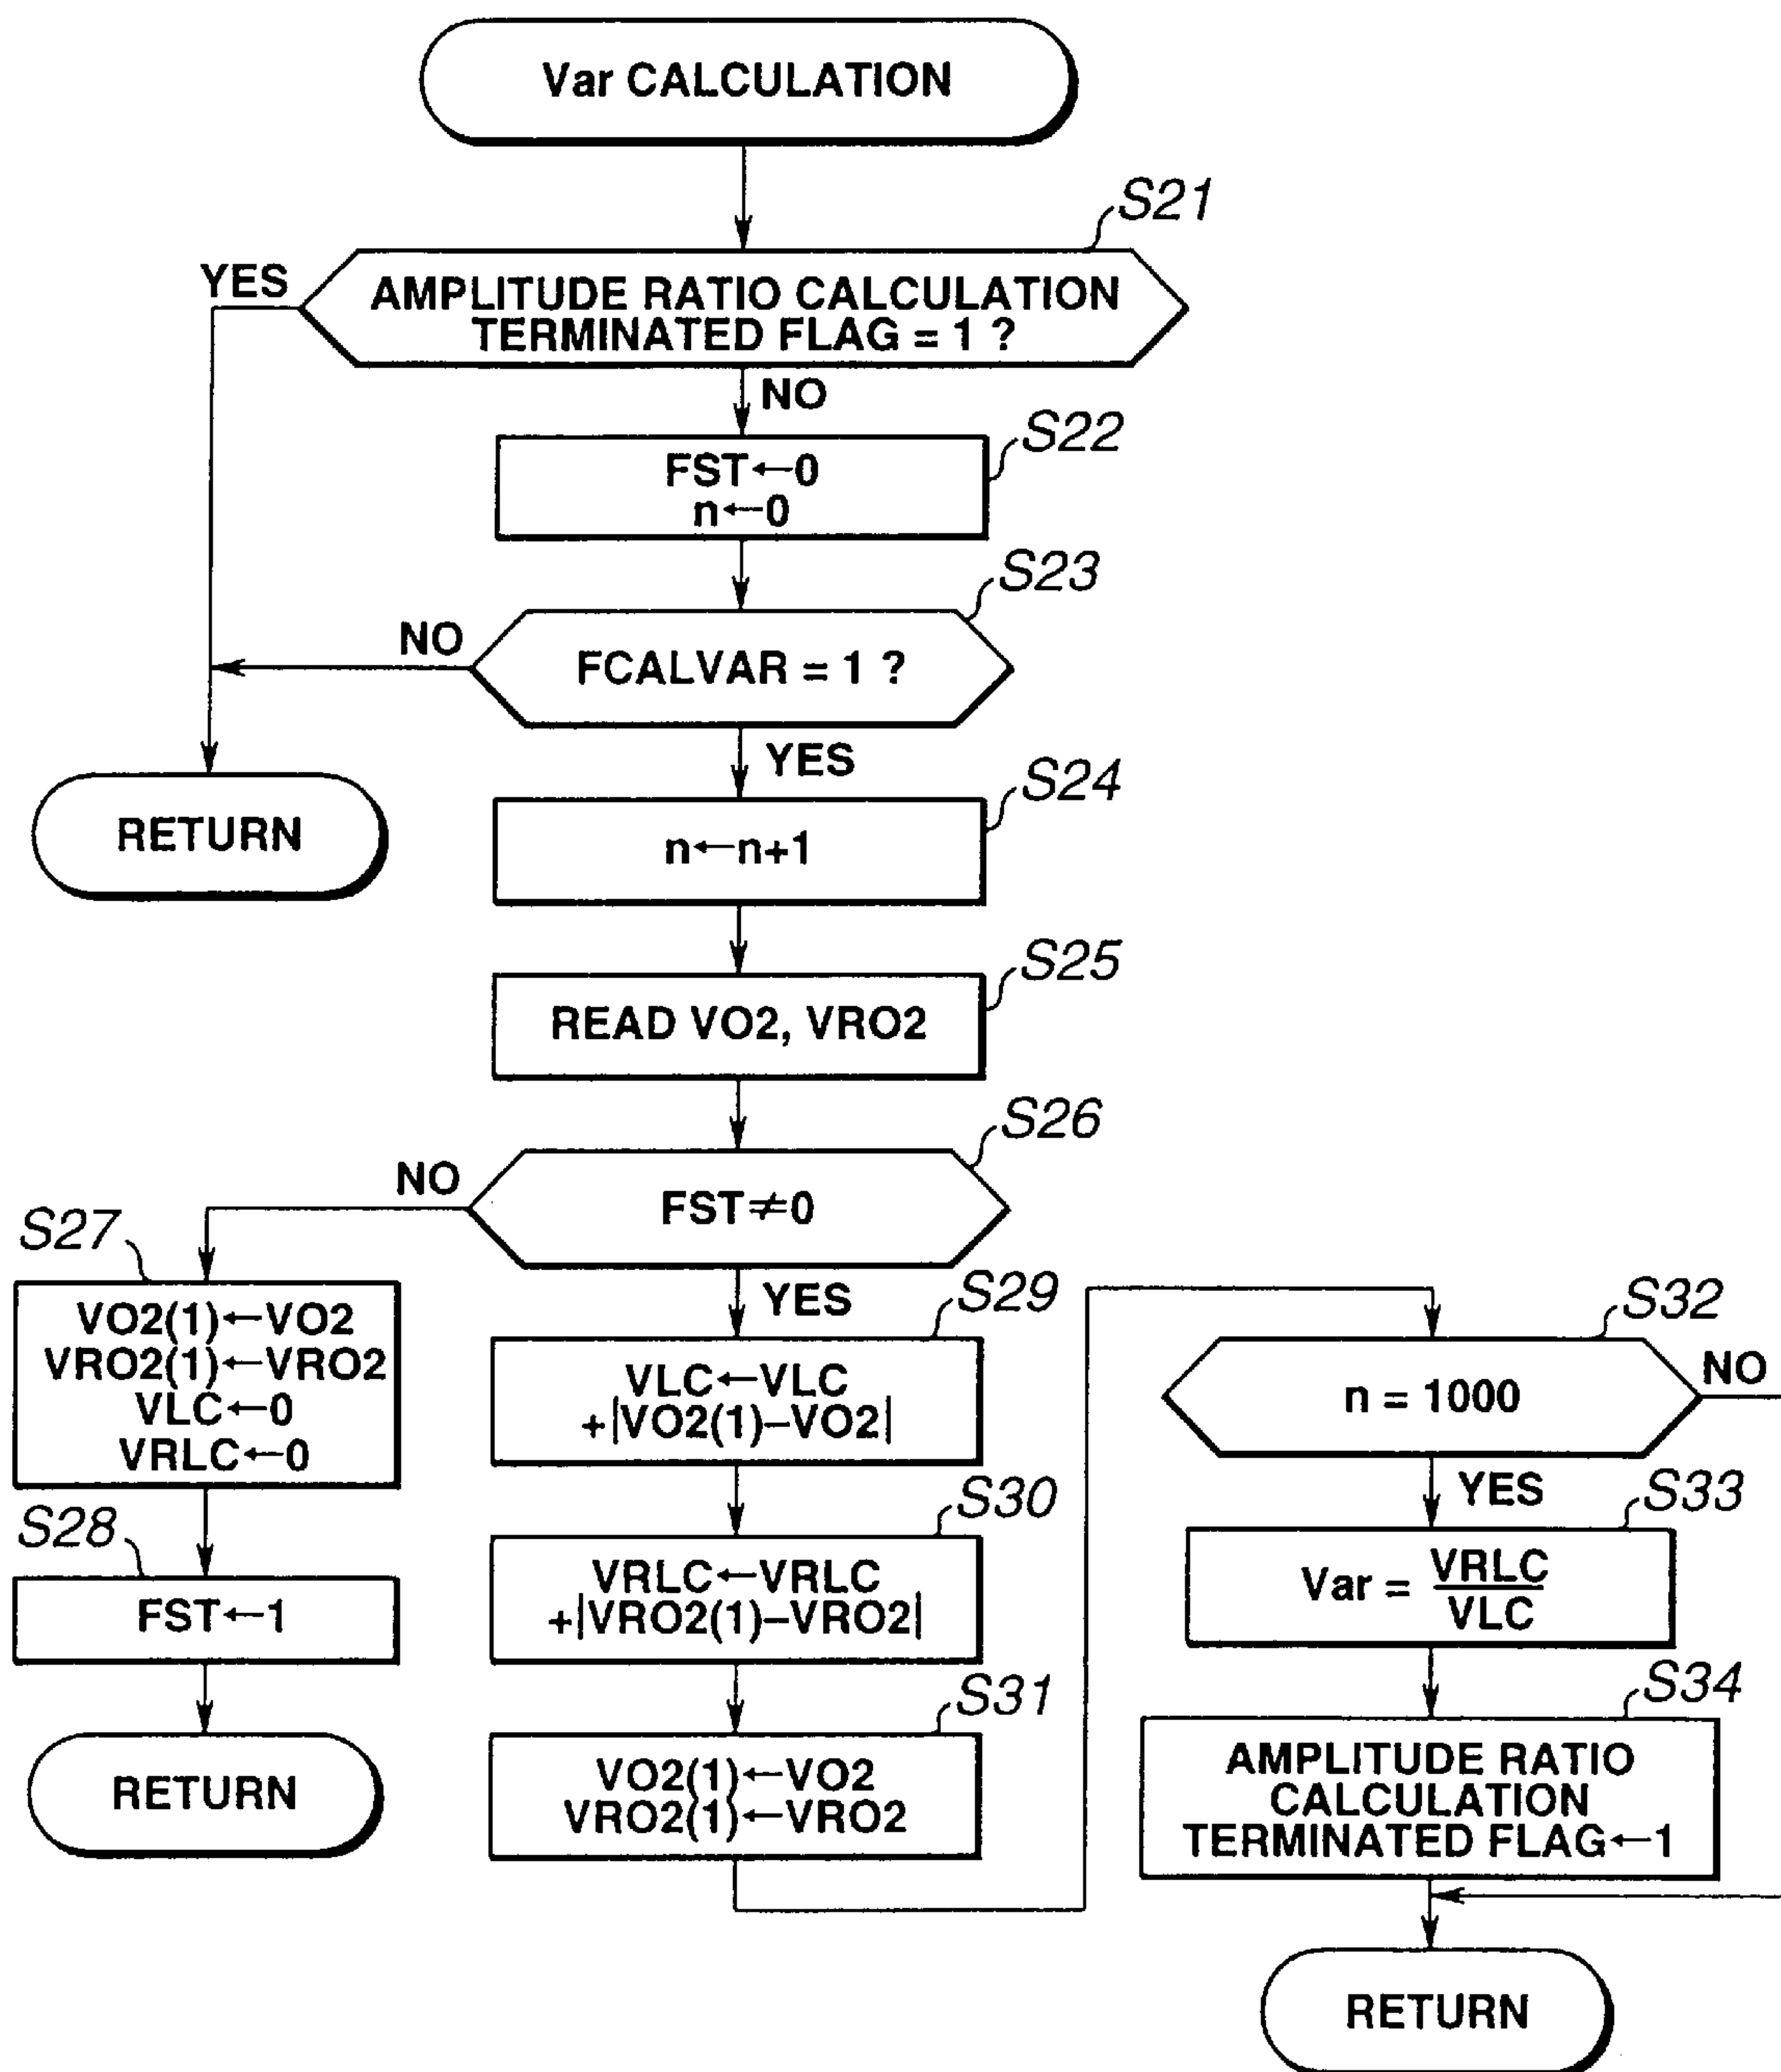 Var CALCULATION
S21
YES
AMPLITUDE RATIO CALCULATION
TERMINATED FLAG = 1 ?
NO
S22
FST←0
n←0
S23
NO
FCALVAR = 1 ?
YES
S24
RETURN
n←n+1
S25
READ VO2, VRO2
S26
NO
FST≠0
S27
YES
S29
S32
VO2(1)←VO2
VRO2(1)←VRO2
VLC←0
VRLC←0
VLC←VLC
+|VO2(1)–VO2|
n = 1000
NO
YES
S28
S30
S33
FST←1
VRLC←VRLC
+|VRO2(1)–VRO2|
Var = VRLC
VLC
S31
S34
RETURN
VO2(1)←VO2
VRO2(1)←VRO2
AMPLITUDE RATIO
CALCULATION
TERMINATED FLAG←1
RETURN